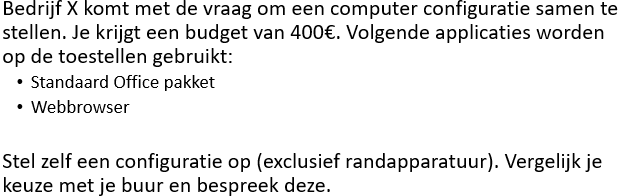 Bedrijf X komt met de vraag om een computer configuratie samen te
stellen. Je krijgt een budget van 400€. Volgende applicaties worden
op de toestellen gebruikt:
• Standaard Office pakket
• Webbrowser
Stel zelf een configuratie op (exclusief randapparatuur). Vergelijk je
keuze met je buur en bespreek deze.